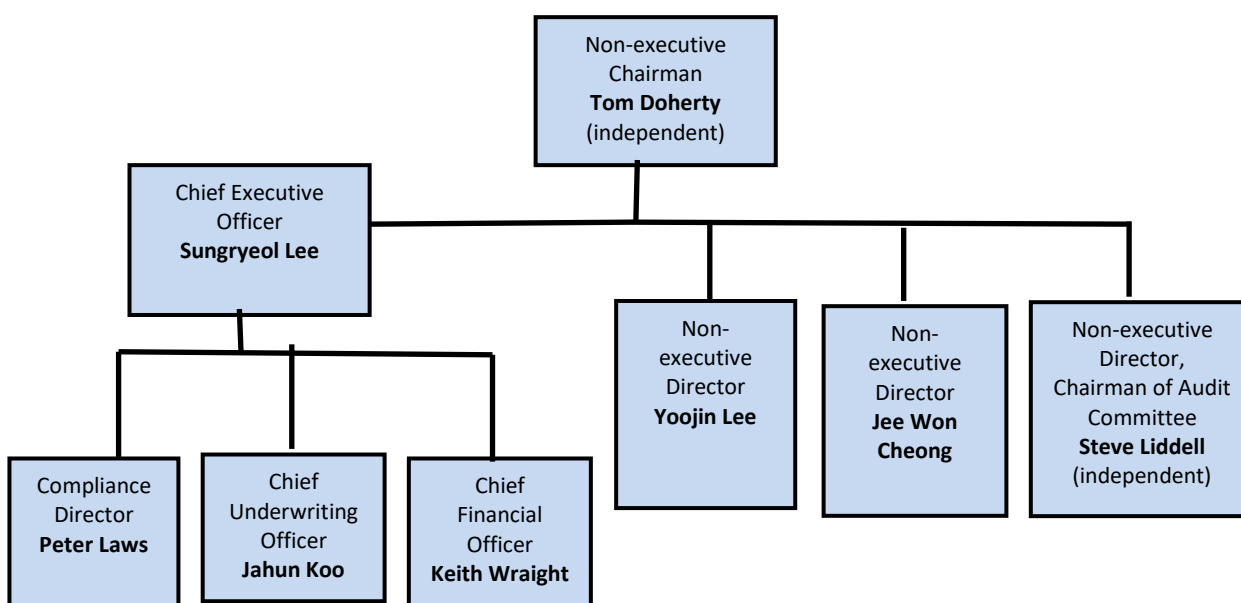 Non-executive
Chairman
Tom Doherty
(independent)
Chief Executive
Officer
Sungryeol Lee
Non-
executive
Director
Yoojin Lee
Non-
executive
Director
Jee Won
Cheong
Non-executive
Director,
Chairman of Audit
Committee
Steve Liddell
(independent)
Compliance
Director
Peter Laws
Chief
Underwriting
Officer
Jahun Koo
Chief
Financial
Officer
Keith Wraight